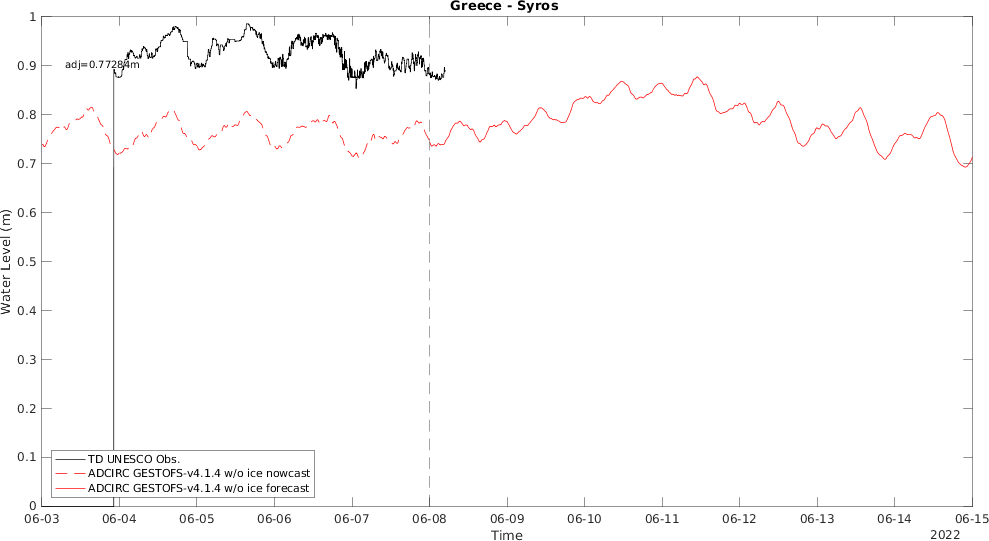 Greece - Syros
1
0.9
0.8
0.7
0.6
0.5
0.4
0.3
0.2
0.1
0
Water Level (m)
adj=0.77284m
TD UNESCO Obs.
ADCIRC GESTOFS-v4.1.4 w/o ice nowcast
ADCIRC GESTOFS-v4.1.4 w/o ice forecast
06-03 06-04 06-05 06-06 06-07 06-08 06-09 06-10 06-11 06-12 06-13 06-14 06-15
Time
2022